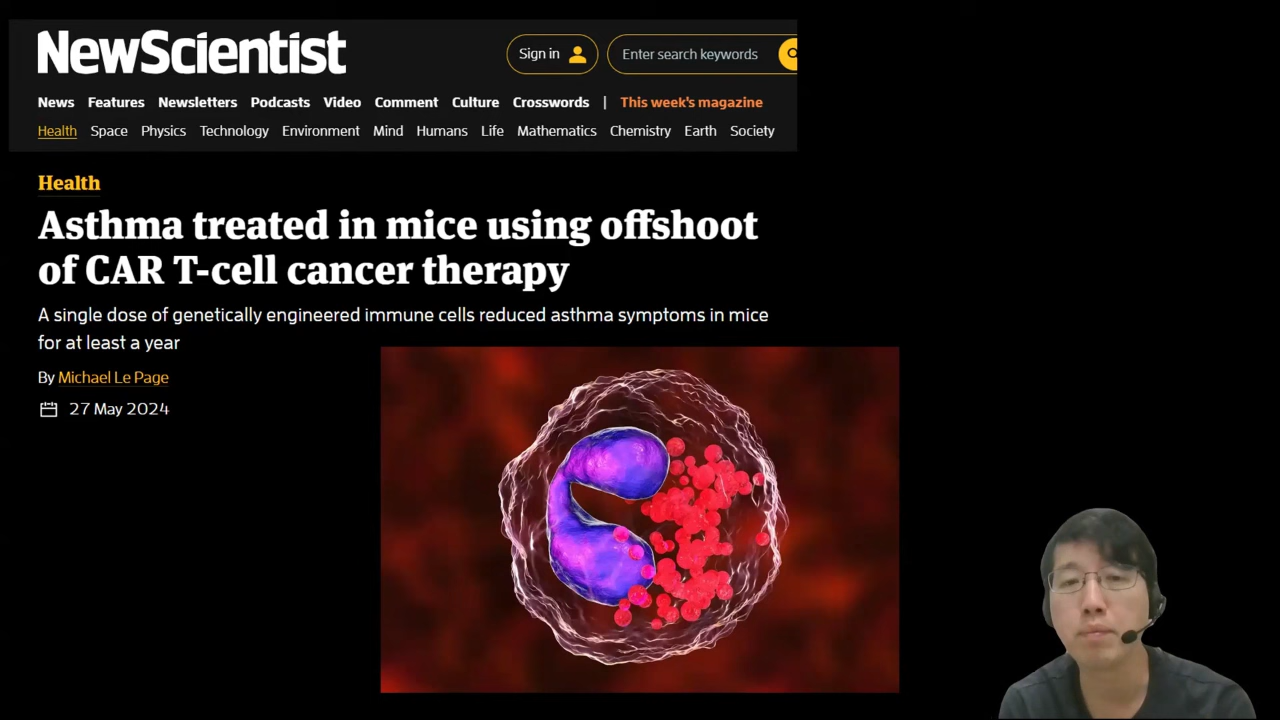 NewScientist
Sign in
Enter search keywords
News Features Newsletters Podcasts Video Comment Culture Crosswords | This week's magazine
Health Space Physics Technology Environment Mind Humans Life Mathematics Chemistry Earth Society
Health
Asthma treated in mice using offshoot
of CAR T-cell cancer therapy
A single dose of genetically engineered immune cells reduced asthma symptoms in mice
for at least a year
By Michael Le Page
27 May 2024